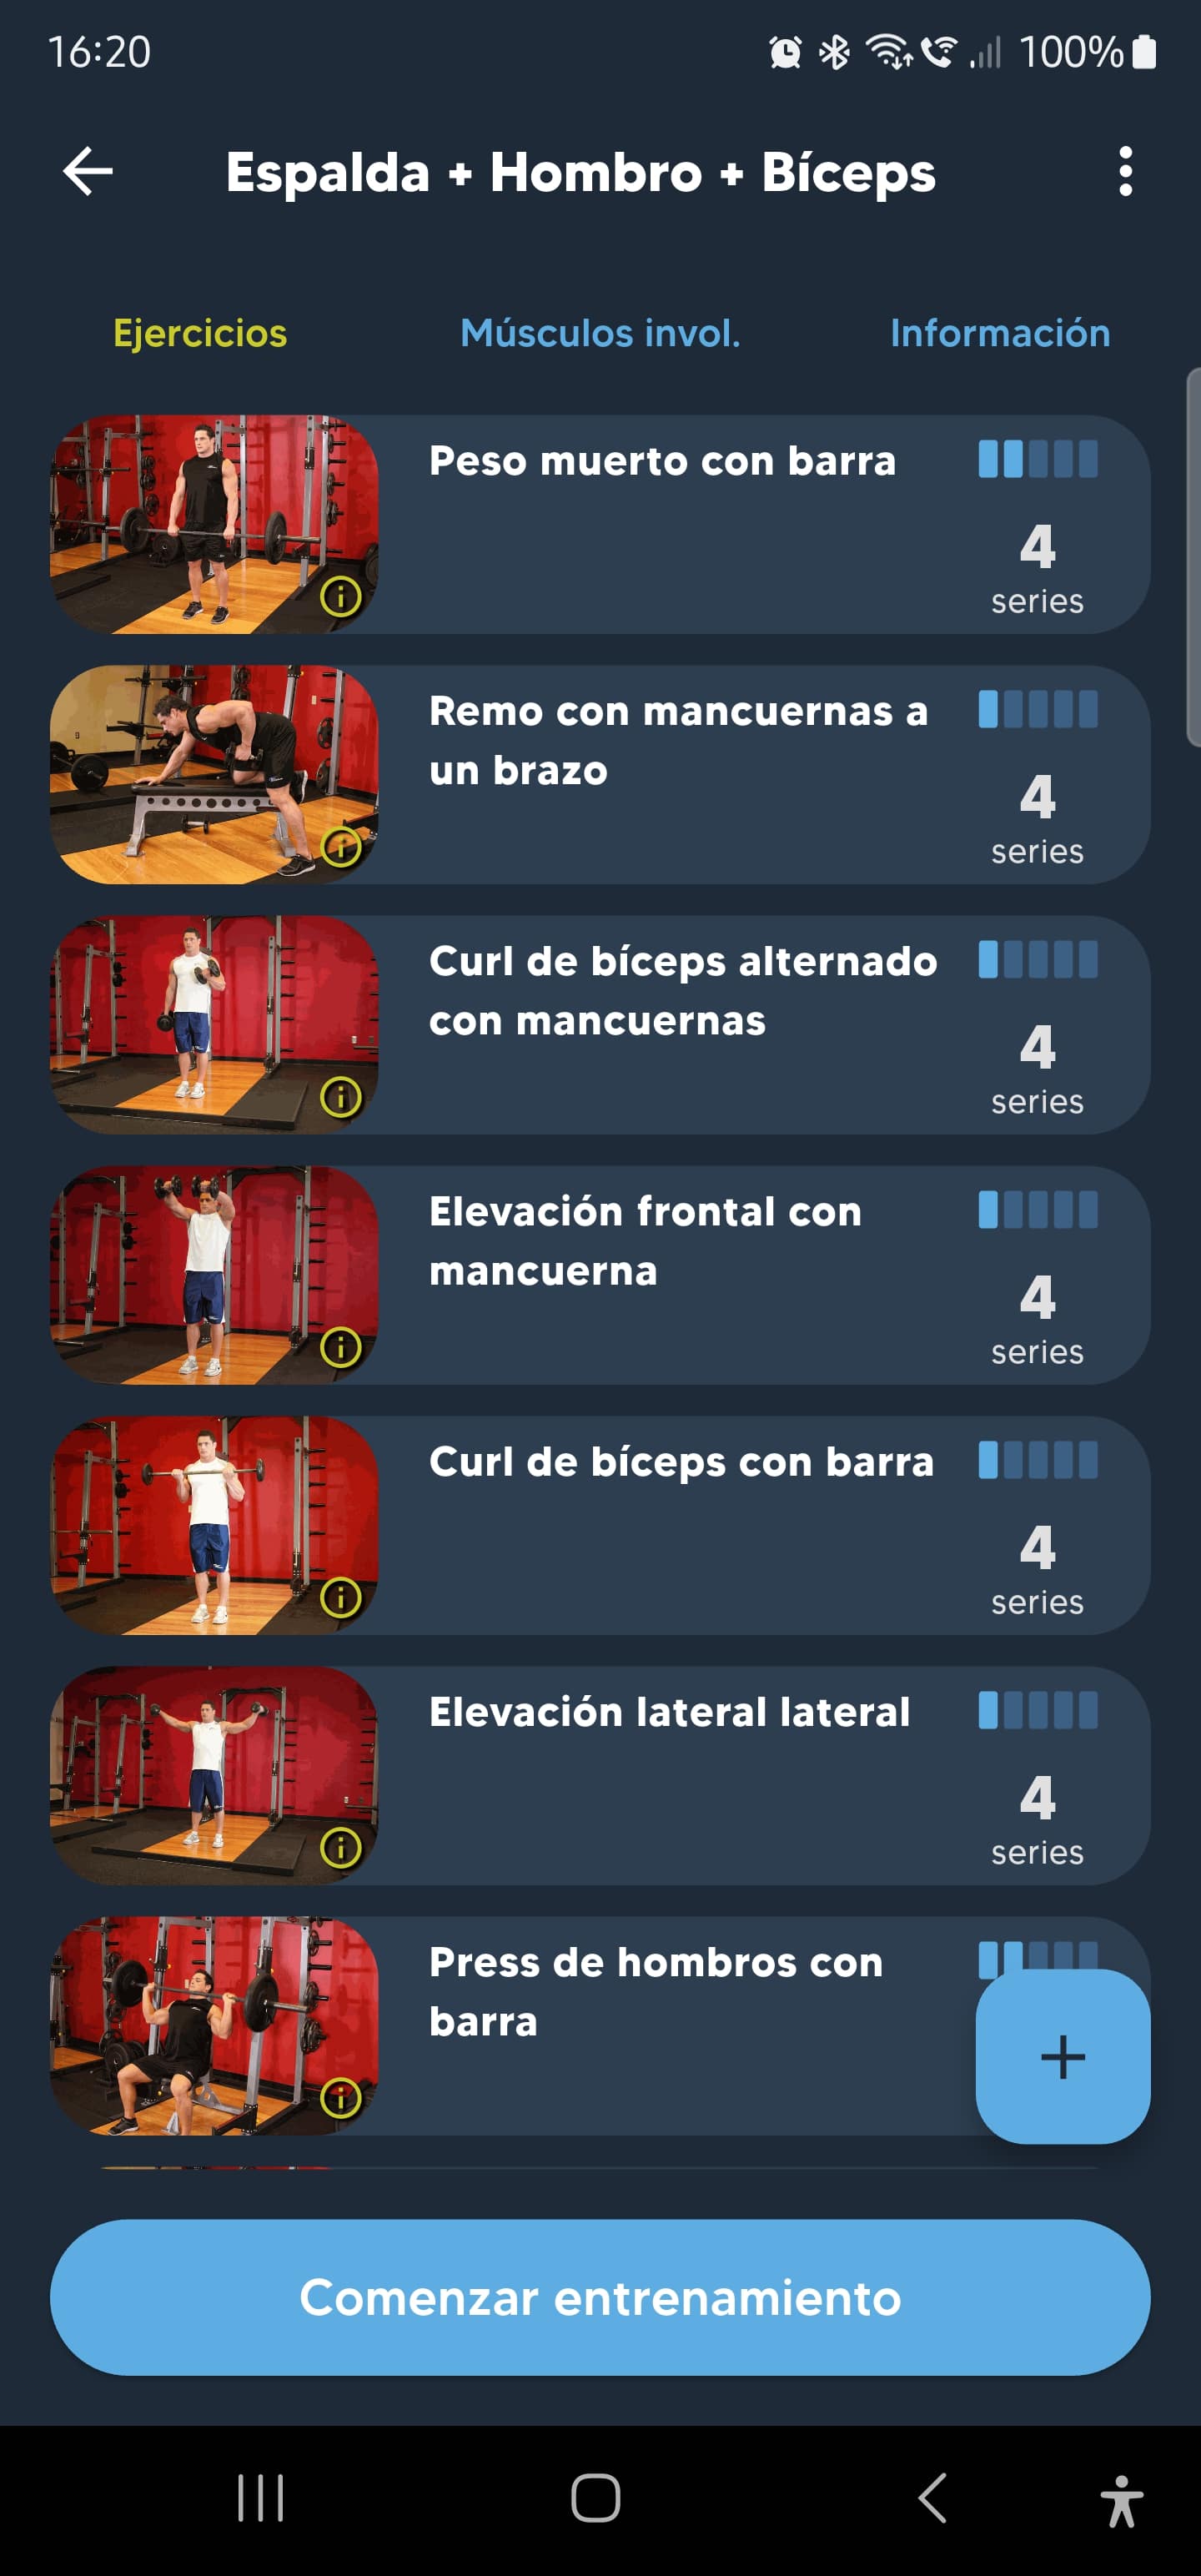 16:20
100%
Espalda + Hombro + Bíceps
Ejercicios
Músculos invol.
Información
Peso muerto con barra
4
series
Remo con mancuernas a
un brazo
4
series
Curl de bíceps alternado
con mancuernas
4
series
Elevación frontal con
mancuerna
4
series
Curl de bíceps con barra
4
series
Elevación lateral lateral
4
series
Press de hombros con
barra
+
Comenzar entrenamiento